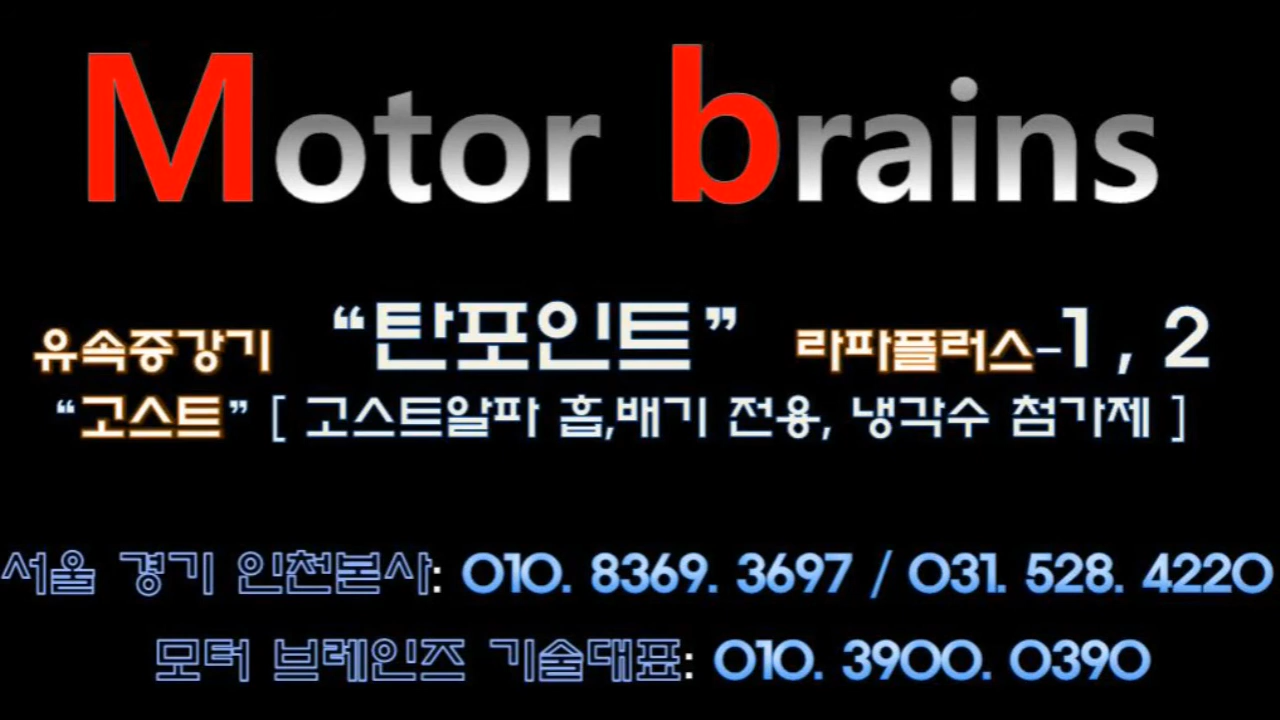 Motor brains
유속증강기 “탄포인트” 라파플러스-1 , 2
“고스트” [ 고스트알파 흡,배기 전용, 냉각수 첨가제 ]
서울 경기 인천본사: 010. 8369. 3697 / 031. 528. 4220
모터 브레인즈 기술대표: 010. 3900. 0390